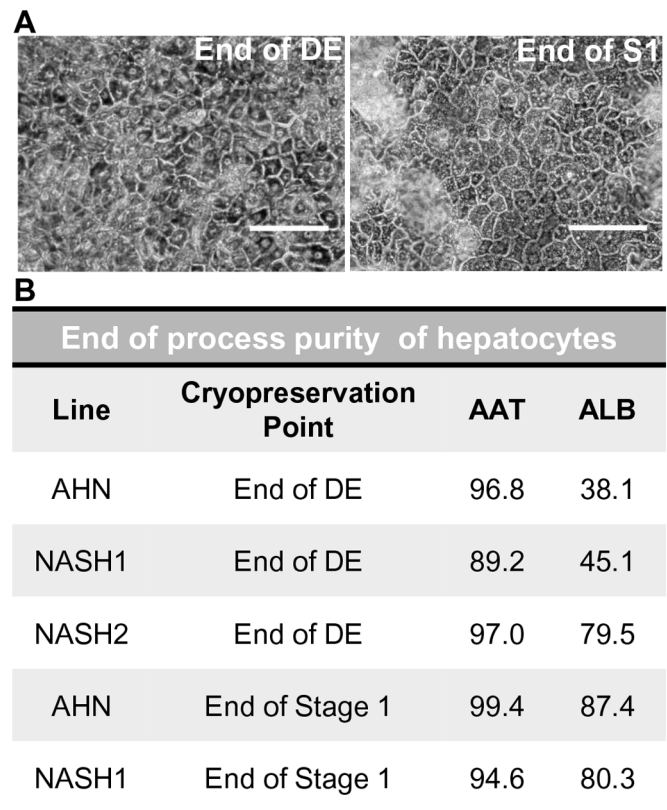 A
End of DE
End of S1
B
End of process purity of hepatocytes
Line Cryopreservation Point AAT ALB
AHN End of DE 96.8 38.1
NASH1 End of DE 89.2 45.1
NASH2 End of DE 97.0 79.5
AHN End of Stage 1 99.4 87.4
NASH1 End of Stage 1 94.6 80.3